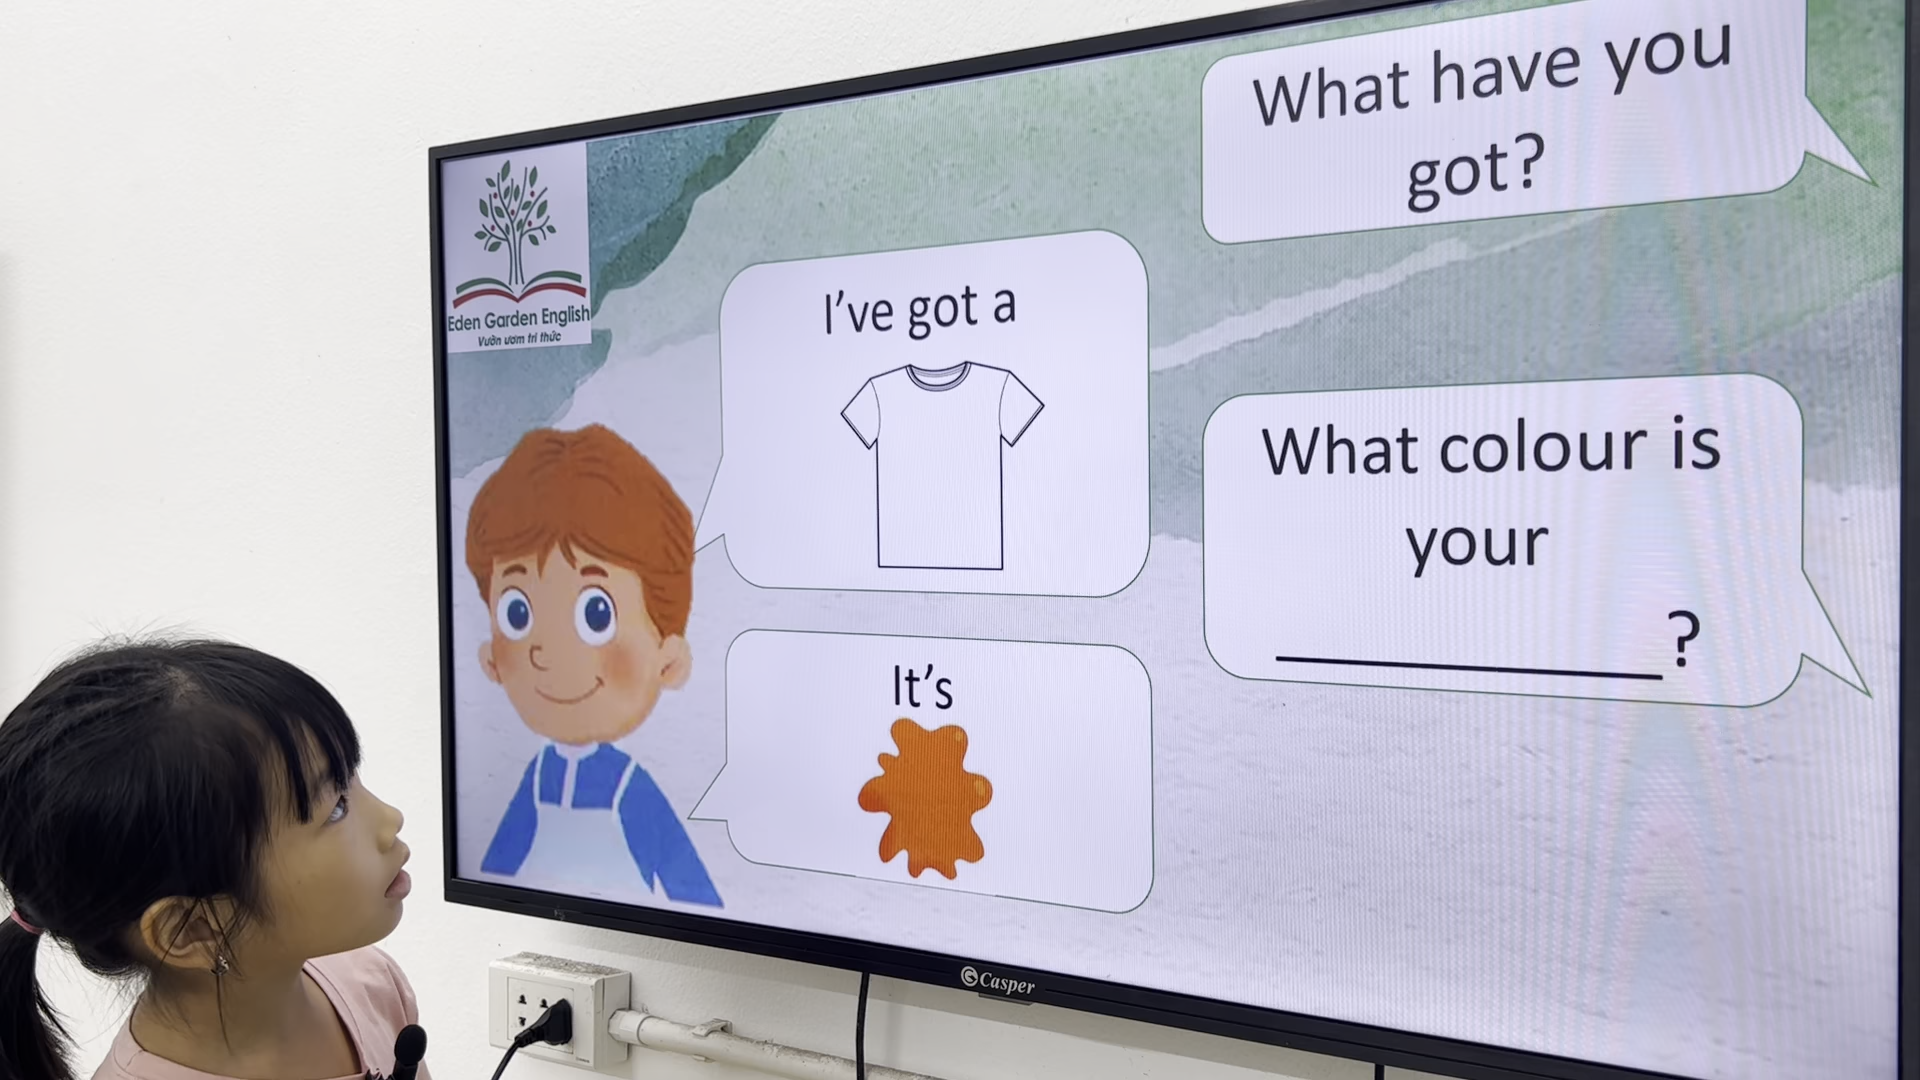 Eden Garden English
Vườn ươm tri thức
What have you
got?
I've got a
What colour is
your
____________?
It's
Casper